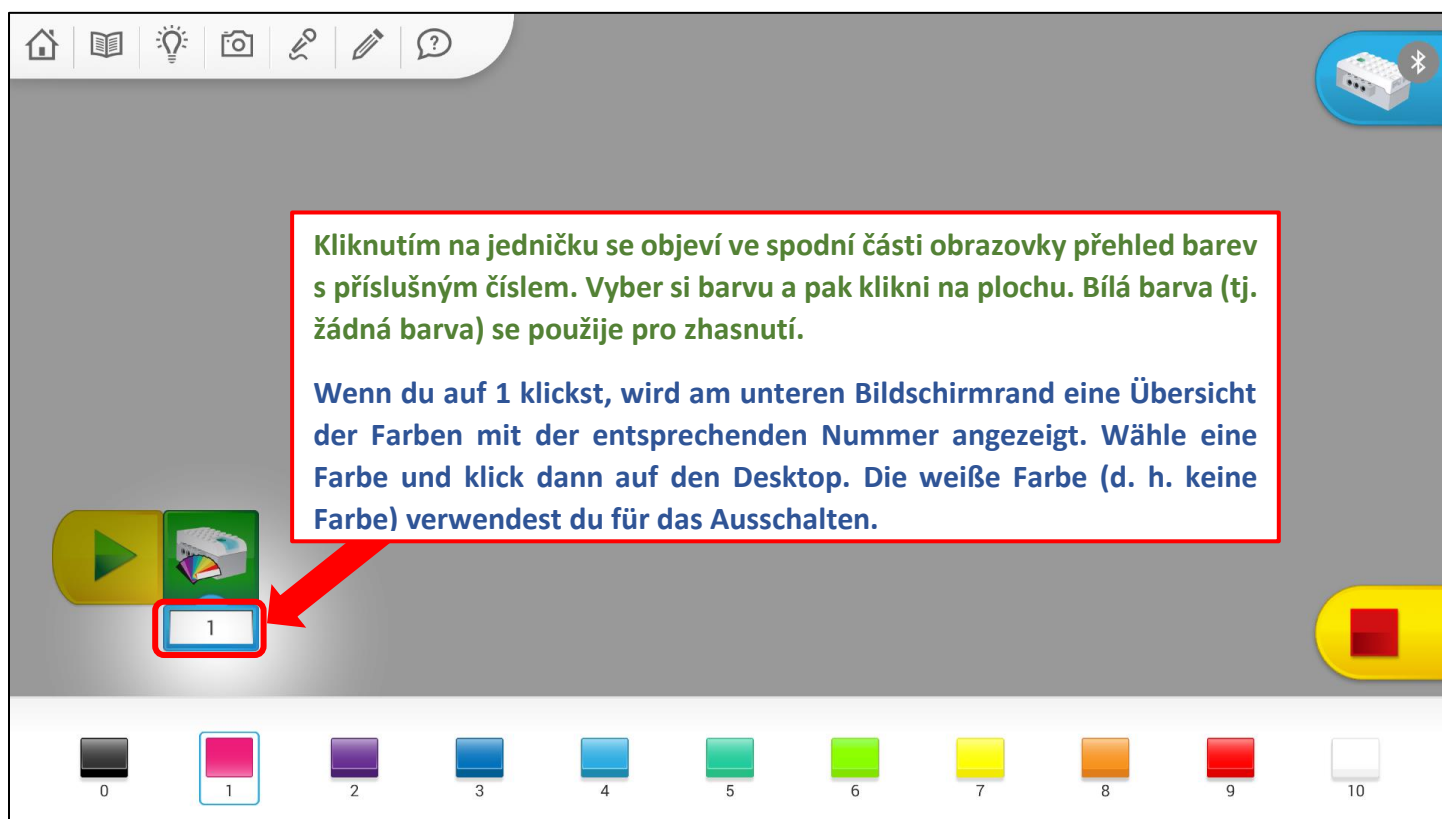 Kliknutím na jedničku se objeví ve spodní části obrazovky přehled barev
s příslušným číslem. Vyber si barvu a pak klikni na plochu. Bílá barva (tj.
žádná barva) se použije pro zhasnutí.
Wenn du auf 1 klickst, wird am unteren Bildschirmrand eine Übersicht
der Farben mit der entsprechenden Nummer angezeigt. Wähle eine
Farbe und klick dann auf den Desktop. Die weiße Farbe (d. h. keine
Farbe) verwendest du für das Ausschalten.
1
0 1 2 3 4 5 6 7 8 9 10